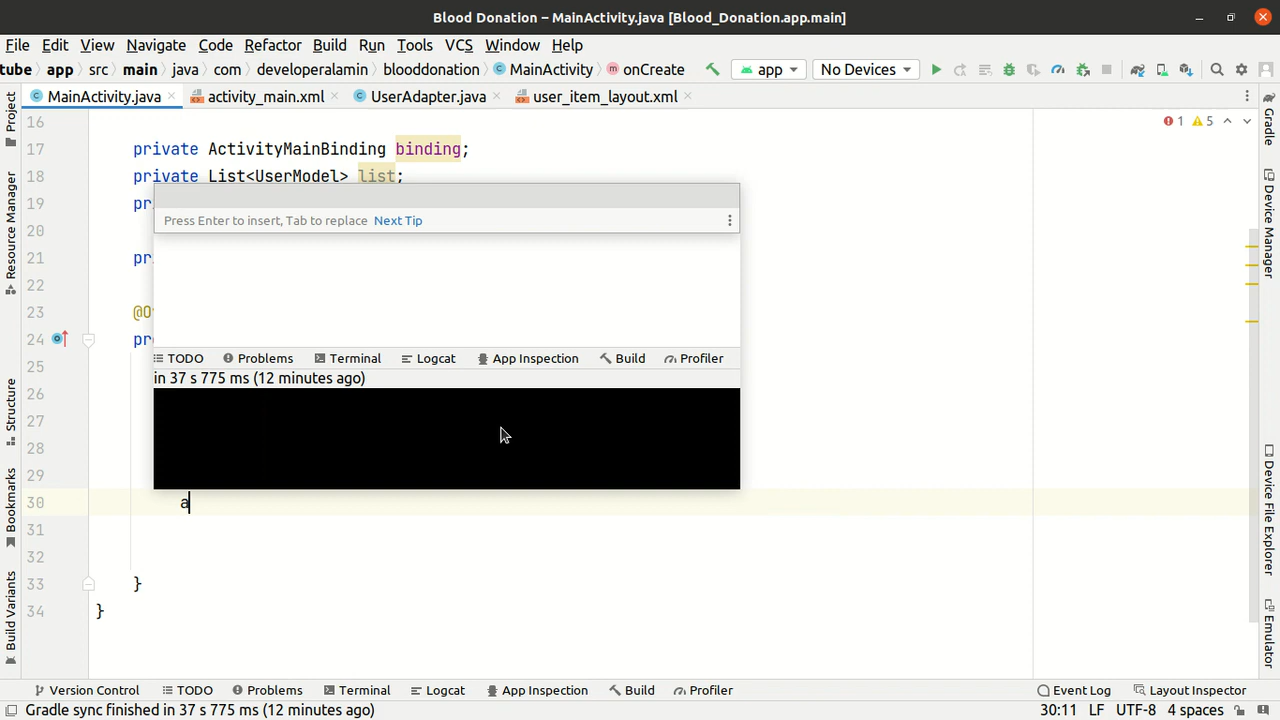 Blood Donation – MainActivity.java [Blood_Donation.app.main]
File Edit View Navigate Code Refactor Build Run Tools VCS Window Help
tube app src main java com developeralamin blooddonation MainActivity onCreate app No Devices
MainActivity.java activity_main.xml UserAdapter.java user_item_layout.xml
16 1 5
17 private ActivityMainBinding binding;
18 private List<UserModel> list;
19 pr
Press Enter to insert, Tab to replace Next Tip
20
21 pr
22
23 @O
24 pr
TODO Problems Terminal Logcat App Inspection Build Profiler
25
in 37 s 775 ms (12 minutes ago)
26
27
28
29
30 a
31
32
33 }
34 }
Project
Resource Manager
Structure
Bookmarks
Build Variants
Gradle
Device Manager
Device File Explorer
Emulator
Version Control TODO Problems Terminal Logcat App Inspection Build Profiler Event Log Layout Inspector
Gradle sync finished in 37 s 775 ms (12 minutes ago) 30:11 LF UTF-8 4 spaces